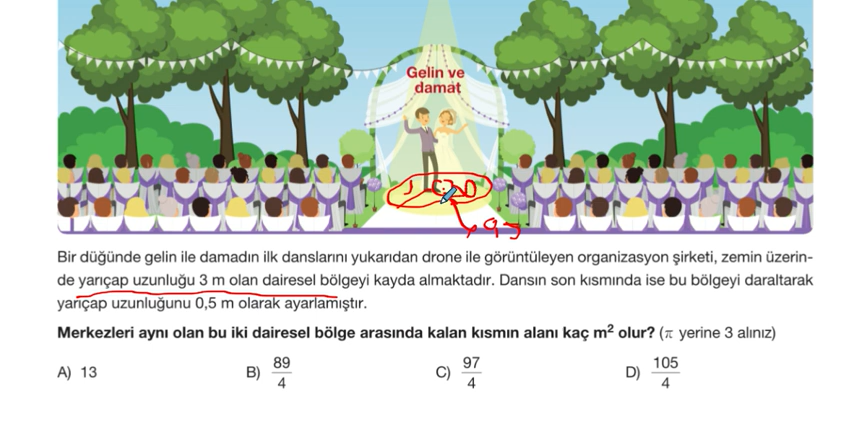 Gelin ve
damat
Bir düğünde gelin ile damadın ilk danslarını yukarıdan drone ile görüntüleyen organizasyon şirketi, zemin üzerin-
de yarıçap uzunluğu 3 m olan dairesel bölgeyi kayda almaktadır. Dansın son kısmında ise bu bölgeyi daraltarak
yarıçap uzunluğunu 0,5 m olarak ayarlamıştır.
Merkezleri aynı olan bu iki dairesel bölge arasında kalan kısmın alanı kaç m² olur? (π yerine 3 alınız)
A) 13 B) 89/4 C) 97/4 D) 105/4